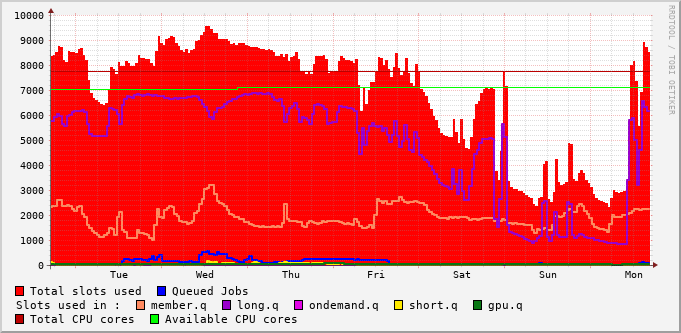 10000
9000
8000
7000
6000
5000
4000
3000
2000
1000
0
Tue Wed Thu Fri Sat Sun Mon
RRDTOOL / TOBI OETIKER
Total slots used Queued Jobs
Slots used in : member.q long.q ondemand.q short.q gpu.q
Total CPU cores Available CPU cores